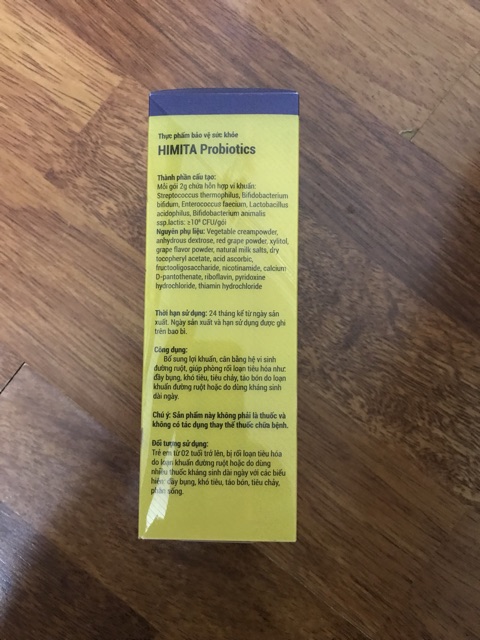 Thực phẩm bảo vệ sức khỏe
HIMITA Probiotics
Thành phần cấu tạo:
Mỗi gói 2g chứa hỗn hợp vi khuẩn:
Streptococcus thermophilus, Bifidobacterium
bifidum, Enterococcus faecium, Lactobacillus
acidophilus, Bifidobacterium animalis
ssp.lactis: ≥10⁸ CFU/gói
Nguyên phụ liệu: Vegetable creampowder,
anhydrous dextrose, red grape powder, xylitol,
grape flavor powder, natural milk salts, dry
tocopheryl acetate, acid ascorbic,
fructooligosaccharide, nicotinamide, calcium
D-pantothenate, riboflavin, pyridoxine
hydrochloride, thiamin hydrochloride
Thời hạn sử dụng: 24 tháng kể từ ngày sản
xuất. Ngày sản xuất và hạn sử dụng được ghi
trên bao bì.
Công dụng:
Bổ sung lợi khuẩn, cân bằng hệ vi sinh
đường ruột, giúp phòng rối loạn tiêu hóa như:
đầy bụng, khó tiêu, tiêu chảy, táo bón do loạn
khuẩn đường ruột hoặc do dùng kháng sinh
dài ngày.
Chú ý: Sản phẩm này không phải là thuốc và
không có tác dụng thay thế thuốc chữa bệnh.
Đối tượng sử dụng:
Trẻ em từ 02 tuổi trở lên, bị rối loạn tiêu hóa
do loạn khuẩn đường ruột hoặc do dùng
nhiều thuốc kháng sinh dài ngày với các biểu
hiện: đầy bụng, khó tiêu, táo bón, tiêu chảy,
phân sống.